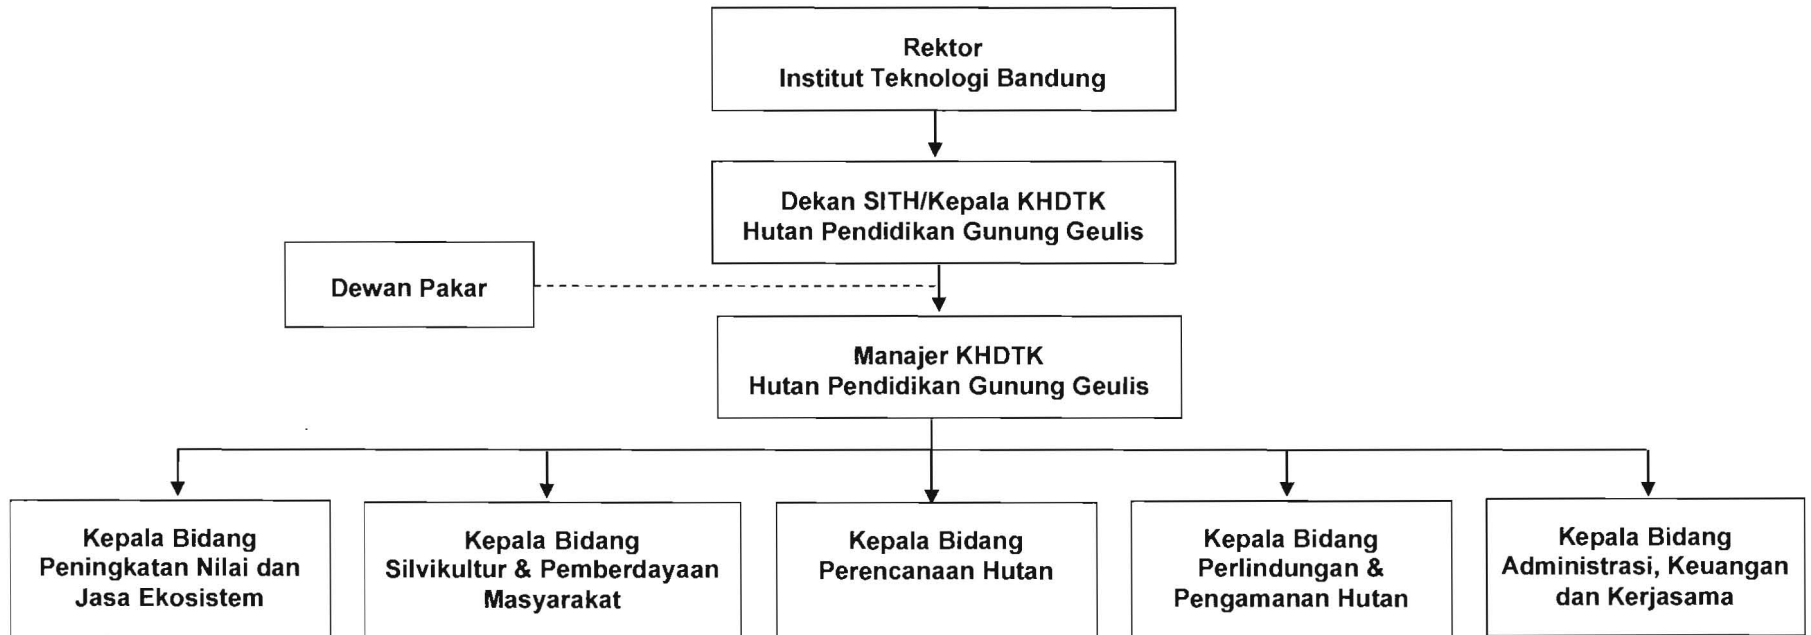 Rektor
Institut Teknologi Bandung
Dekan SITH/Kepala KHDTK
Hutan Pendidikan Gunung Geulis
Dewan Pakar
Manajer KHDTK
Hutan Pendidikan Gunung Geulis
Kepala Bidang
Peningkatan Nilai dan
Jasa Ekosistem
Kepala Bidang
Silvikultur & Pemberdayaan
Masyarakat
Kepala Bidang
Perencanaan Hutan
Kepala Bidang
Perlindungan &
Pengamanan Hutan
Kepala Bidang
Administrasi, Keuangan
dan Kerjasama